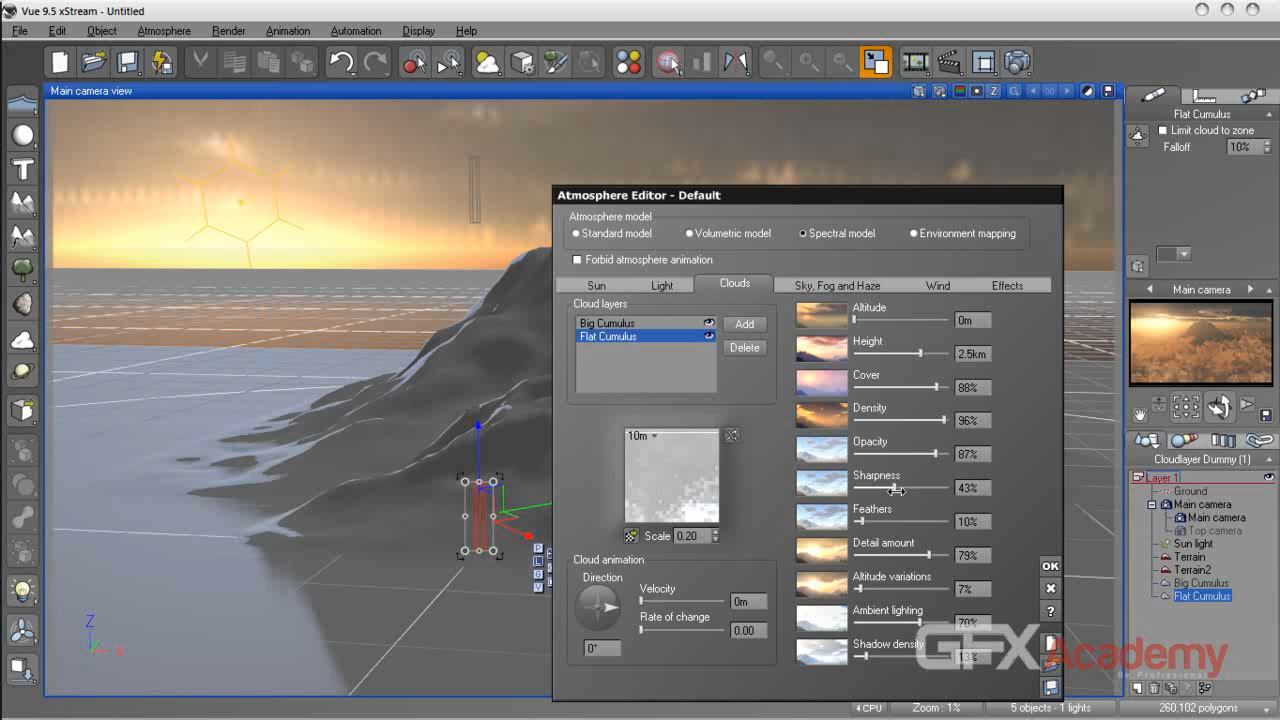 Vue 9.5 xStream - Untitled
File Edit Object Atmosphere Render Animation Automation Display Help
Main camera view
Z
Flat Cumulus
Limit cloud to zone
Falloff 10%
Atmosphere Editor - Default
Atmosphere model
Standard model Volumetric model Spectral model Environment mapping
Forbid atmosphere animation
Sun Light Clouds Sky, Fog and Haze Wind Effects
Cloud layers
Big Cumulus
Flat Cumulus
Add
Delete
10m
Scale 0.20
Cloud animation
Direction
0°
Velocity
0m
Rate of change
0.00
Altitude
0m
Height
2.5km
Cover
88%
Density
96%
Opacity
87%
Sharpness
43%
Feathers
10%
Detail amount
79%
Altitude variations
7%
Ambient lighting
70%
Shadow density
13%
OK
?
Main camera
Cloudlayer Dummy (1)
Layer 1
Ground
Main camera
Main camera
Top camera
Sun light
Terrain
Terrain2
Big Cumulus
Flat Cumulus
Z
X
GFXAcademy
Be Professional
4 CPU Zoom : 1% 5 objects - 1 lights 260,102 polygons